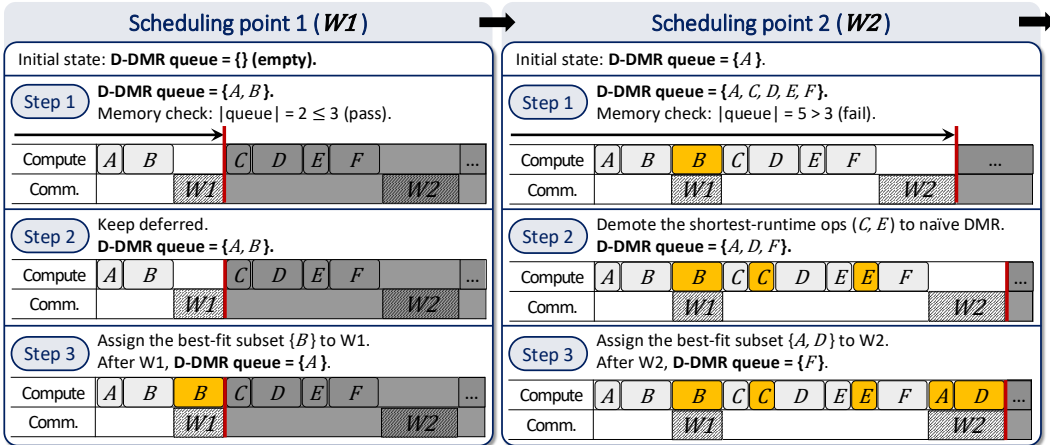 Scheduling point 1 (W1)
Initial state: D-DMR queue = {} (empty).
Step 1
D-DMR queue = {A, B}.
Memory check: |queue| = 2 ≤ 3 (pass).
Compute A B C D E F ...
Comm. W1 W2
Step 2
Keep deferred.
D-DMR queue = {A, B}.
Compute A B C D E F ...
Comm. W1 W2
Step 3
Assign the best-fit subset {B} to W1.
After W1, D-DMR queue = {A}.
Compute A B B C D E F ...
Comm. W1 W2
Scheduling point 2 (W2)
Initial state: D-DMR queue = {A}.
Step 1
D-DMR queue = {A, C, D, E, F}.
Memory check: |queue| = 5 > 3 (fail).
Compute A B B C D E F ...
Comm. W1 W2
Step 2
Demote the shortest-runtime ops (C, E) to naïve DMR.
D-DMR queue = {A, D, F}.
Compute A B B C C D E E F ...
Comm. W1 W2
Step 3
Assign the best-fit subset {A, D} to W2.
After W2, D-DMR queue = {F}.
Compute A B B C C D E E F A D ...
Comm. W1 W2